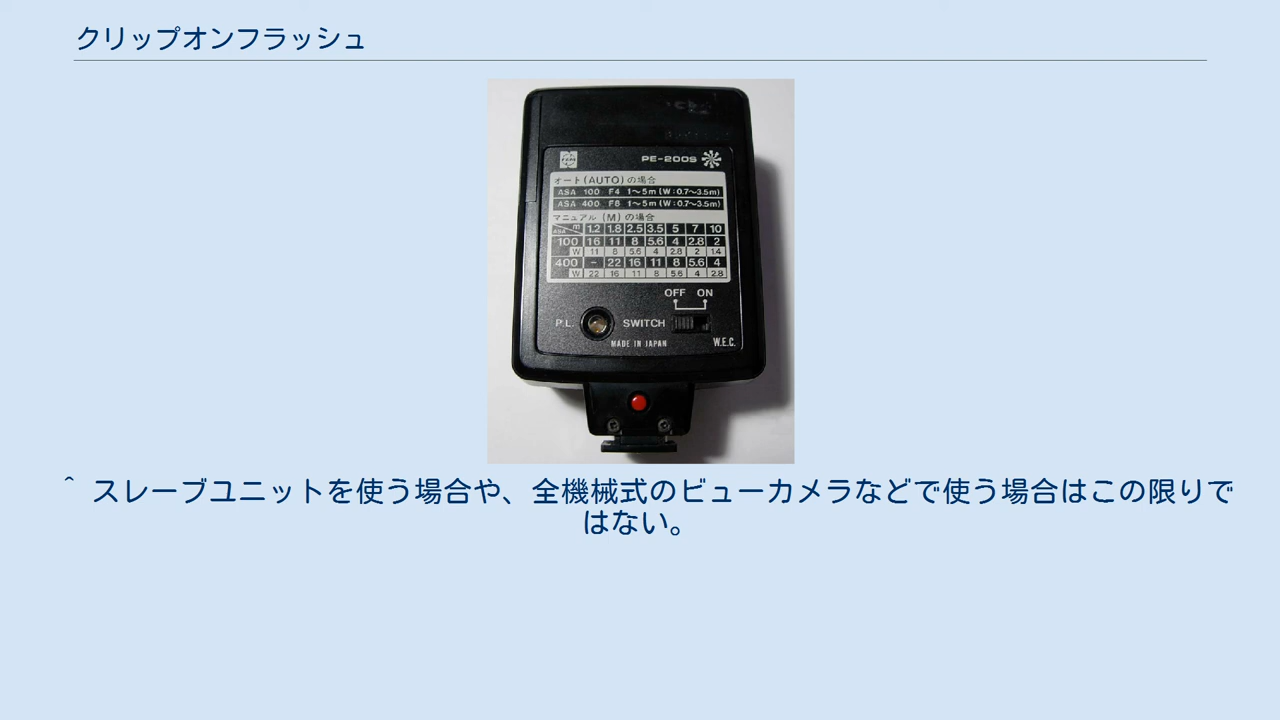 クリップオンフラッシュ
PE-200S
オート(AUTO)の場合
ASA 100 F4 1〜5m(W:0.7〜3.5m)
ASA 400 F8 1〜5m(W:0.7〜3.5m)
マニュアル(M)の場合
ASA m 1.2 1.8 2.5 3.5 5 7 10
100 16 11 8 5.6 4 2.8 2
W 11 8 5.6 4 2.8 2 1.4
400 - 22 16 11 8 5.6 4
W 22 16 11 8 5.6 4 2.8
OFF ON
P.L. SWITCH
MADE IN JAPAN W.E.C.
^ スレーブユニットを使う場合や、全機械式のビューカメラなどで使う場合はこの限りで
はない。